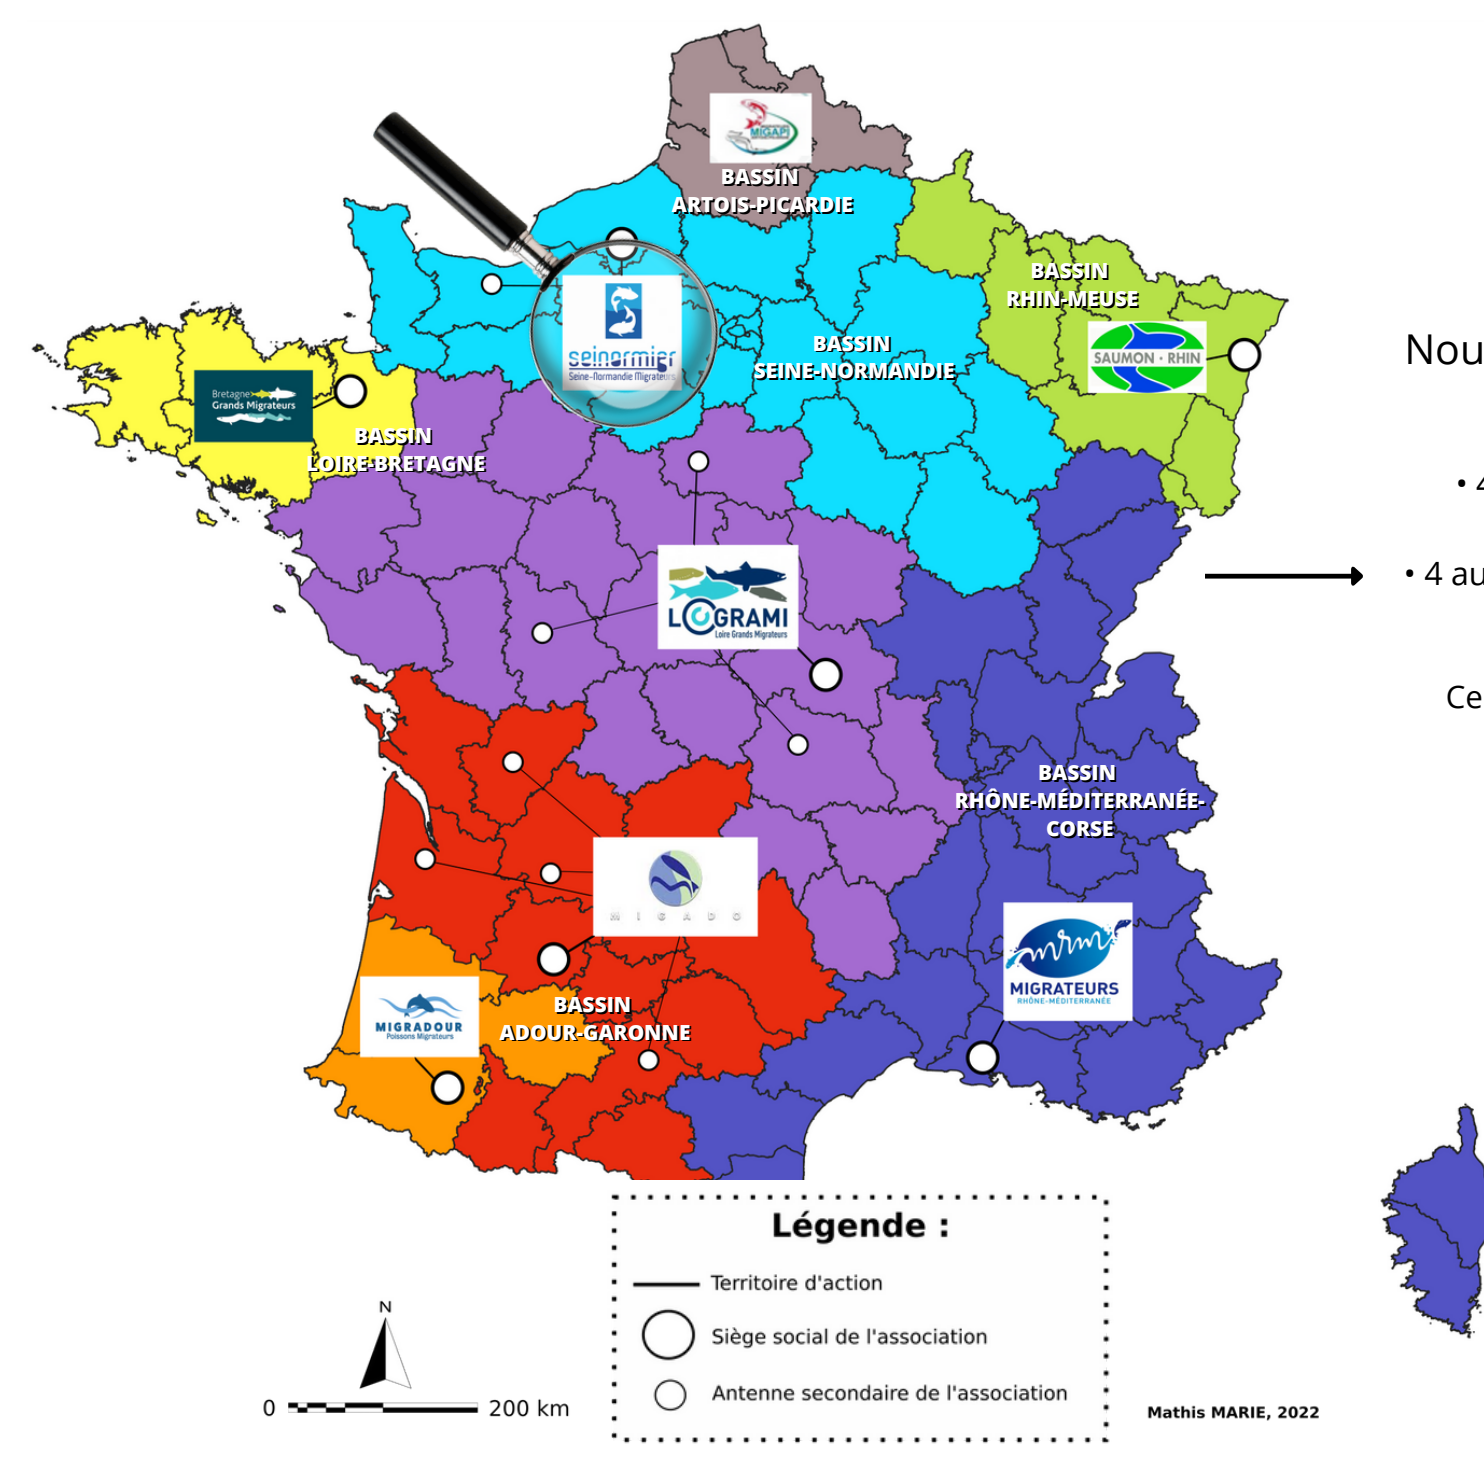 MIGAPI
BASSIN
ARTOIS-PICARDIE
BASSIN
RHIN-MEUSE
SAUMON · RHIN
seinormigr
Seine-Normandie Migrateurs
BASSIN
SEINE-NORMANDIE
Bretagne
Grands Migrateurs
BASSIN
LOIRE-BRETAGNE
LOGRAMI
Loire Grands Migrateurs
BASSIN
RHÔNE-MÉDITERRANÉE-
CORSE
MIGADO
mrm
MIGRATEURS
RHÔNE-MÉDITERRANÉE
MIGRADOUR
Poissons Migrateurs
BASSIN
ADOUR-GARONNE
Nou
• 4
• 4 au
Ce
Légende :
Territoire d'action
Siège social de l'association
Antenne secondaire de l'association
N
0 200 km
Mathis MARIE, 2022